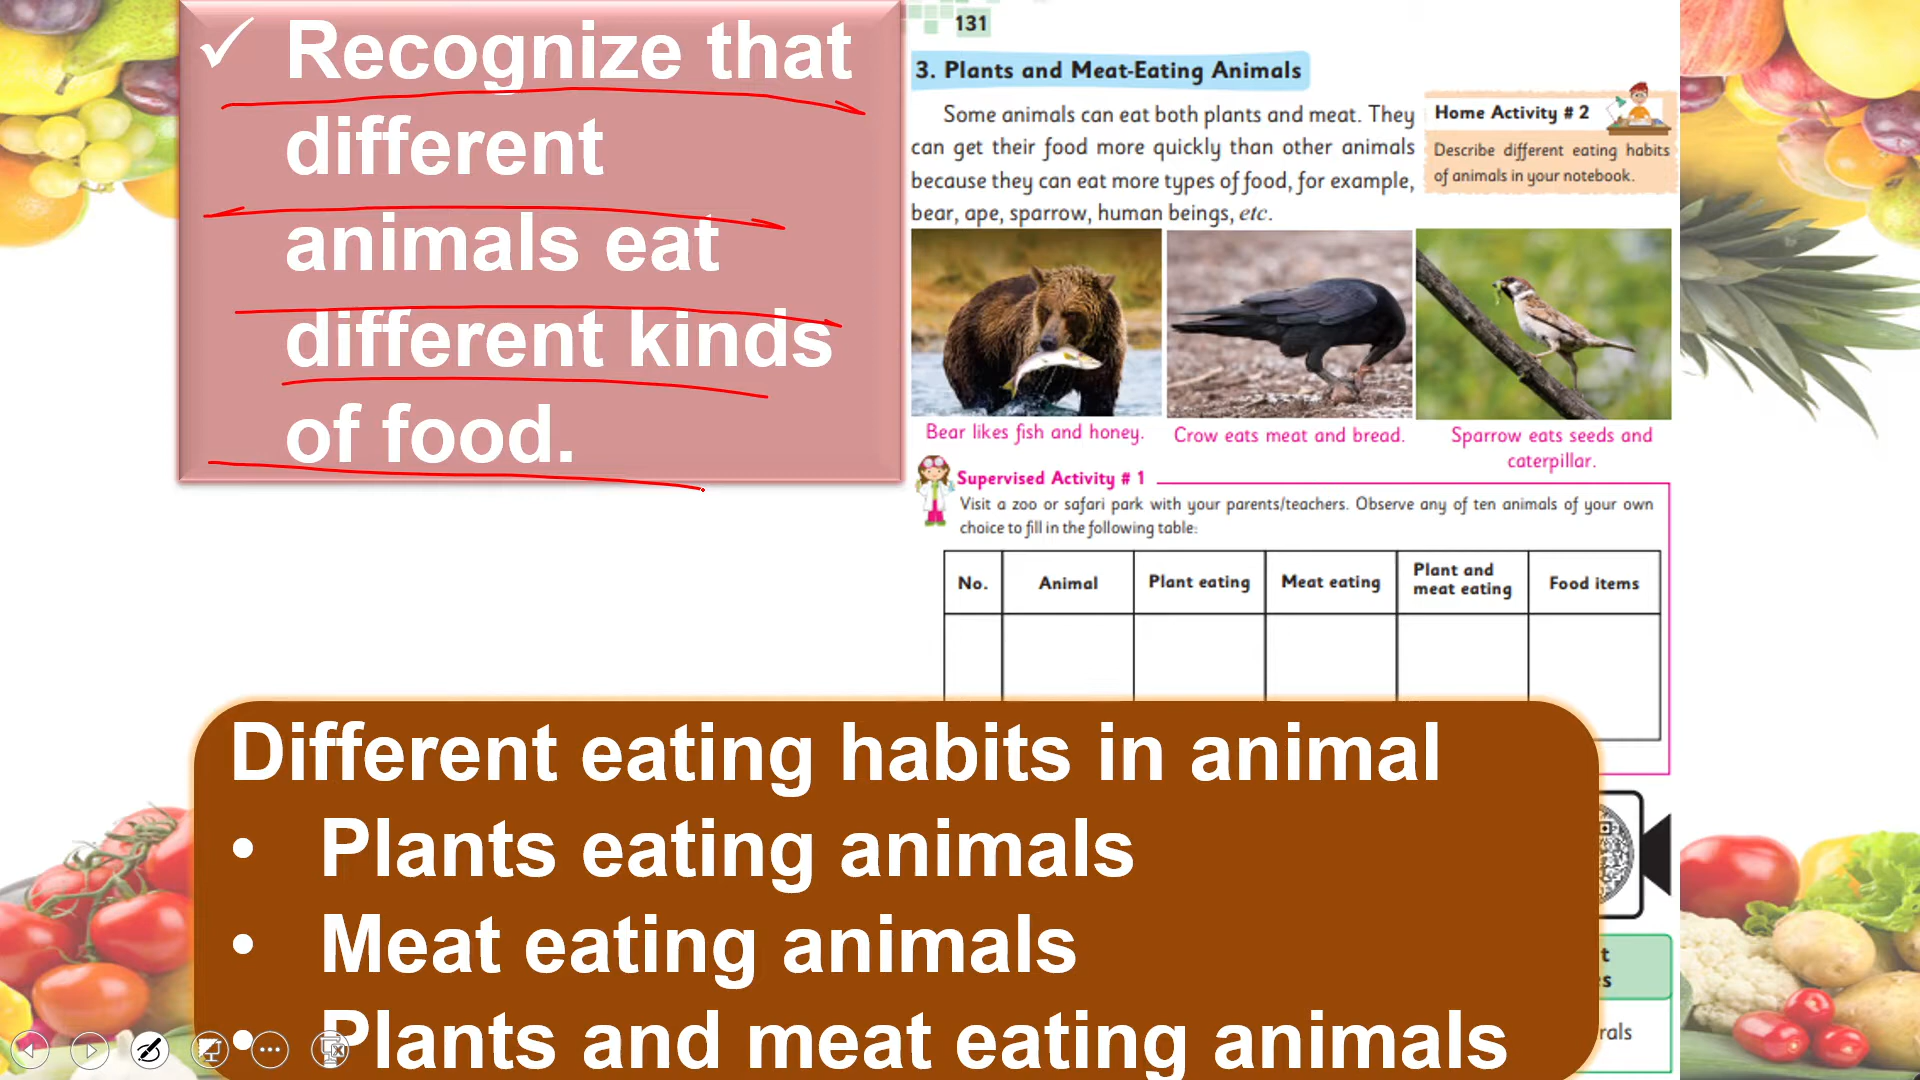 ✓ Recognize that
different
animals eat
different kinds
of food.
131
3. Plants and Meat-Eating Animals
Some animals can eat both plants and meat. They
can get their food more quickly than other animals
because they can eat more types of food, for example,
bear, ape, sparrow, human beings, etc.
Home Activity # 2
Describe different eating habits
of animals in your notebook.
Bear likes fish and honey.
Crow eats meat and bread.
Sparrow eats seeds and
caterpillar.
Supervised Activity # 1
Visit a zoo or safari park with your parents/teachers. Observe any of ten animals of your own
choice to fill in the following table:
No.
Animal
Plant eating
Meat eating
Plant and
meat eating
Food items
Different eating habits in animal
• Plants eating animals
• Meat eating animals
• Plants and meat eating animals